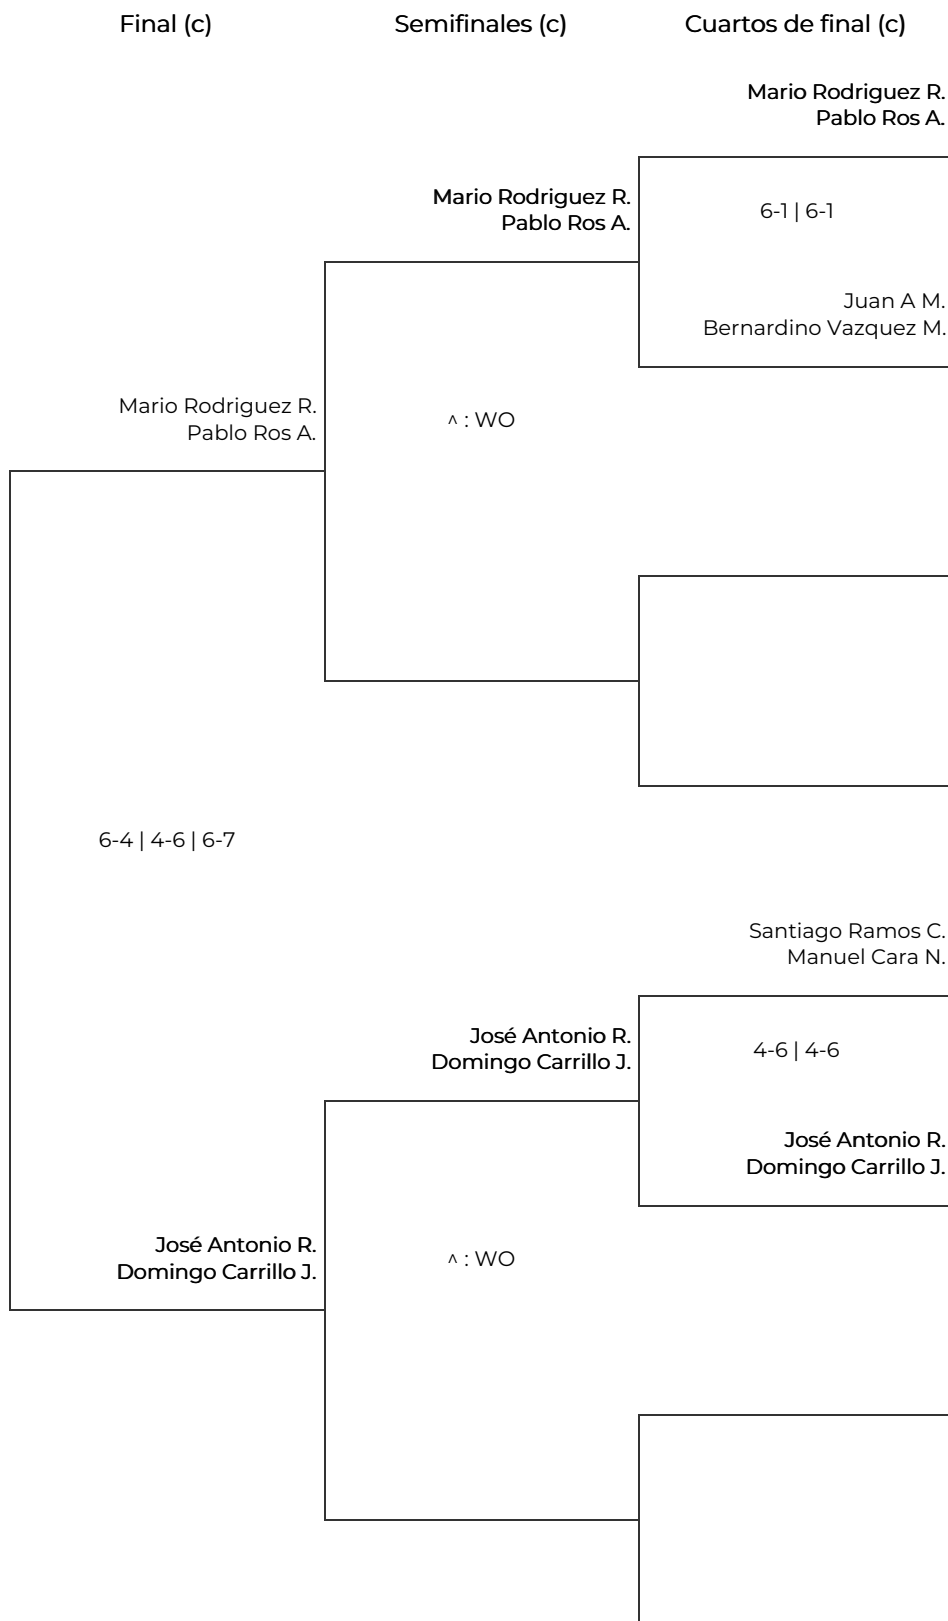 Final (c)
Semifinales (c)
Cuartos de final (c)
Mario Rodriguez R.
Pablo Ros A.
Mario Rodriguez R.
Pablo Ros A.
6-1 | 6-1
Juan A M.
Bernardino Vazquez M.
Mario Rodriguez R.
Pablo Ros A.
^ : WO
6-4 | 4-6 | 6-7
Santiago Ramos C.
Manuel Cara N.
José Antonio R.
Domingo Carrillo J.
4-6 | 4-6
José Antonio R.
Domingo Carrillo J.
José Antonio R.
Domingo Carrillo J.
^ : WO